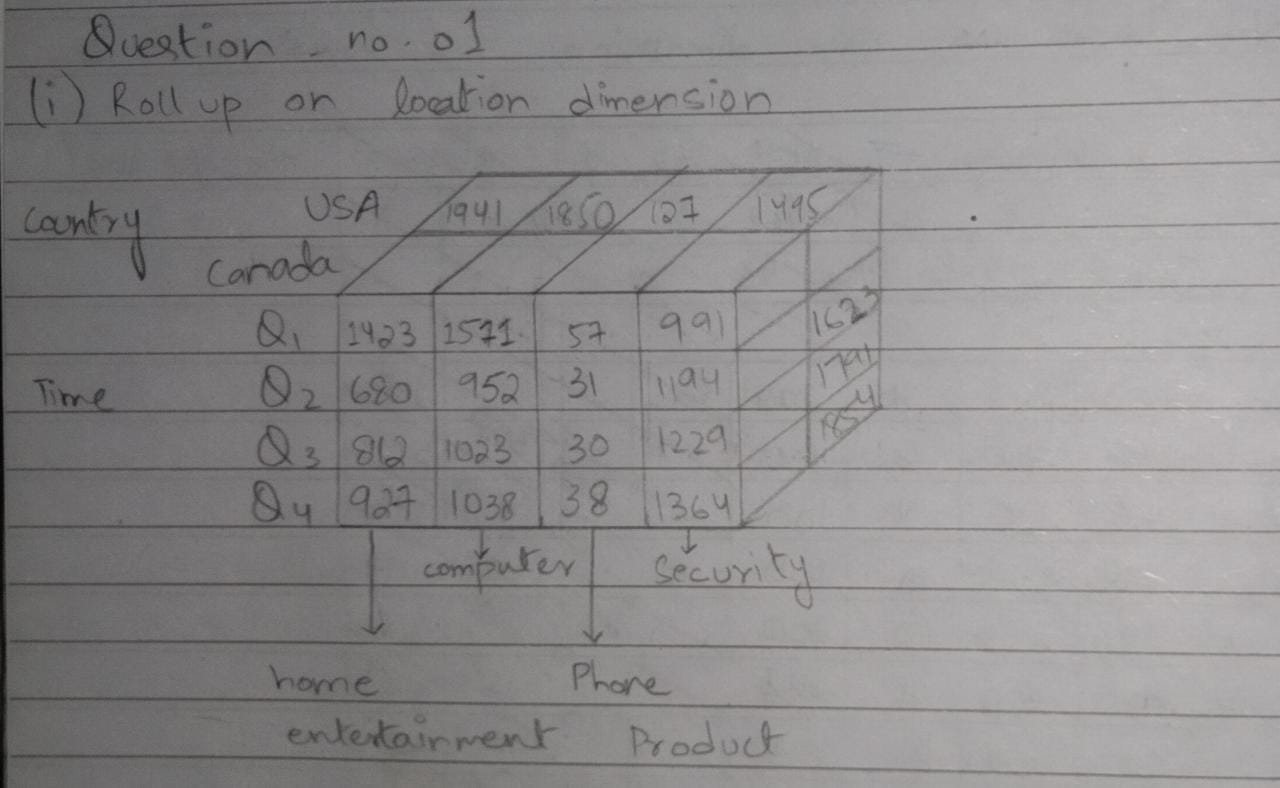 Question no. 01
(i) Roll up on location dimension
Country USA 1941 1850 127 1495
Canada
Q1 1423 1571 57 991 1623
Time Q2 680 952 31 1194 1791
Q3 812 1023 30 1229 1854
Q4 927 1038 38 1364
computer Security
home Phone
entertainment Product